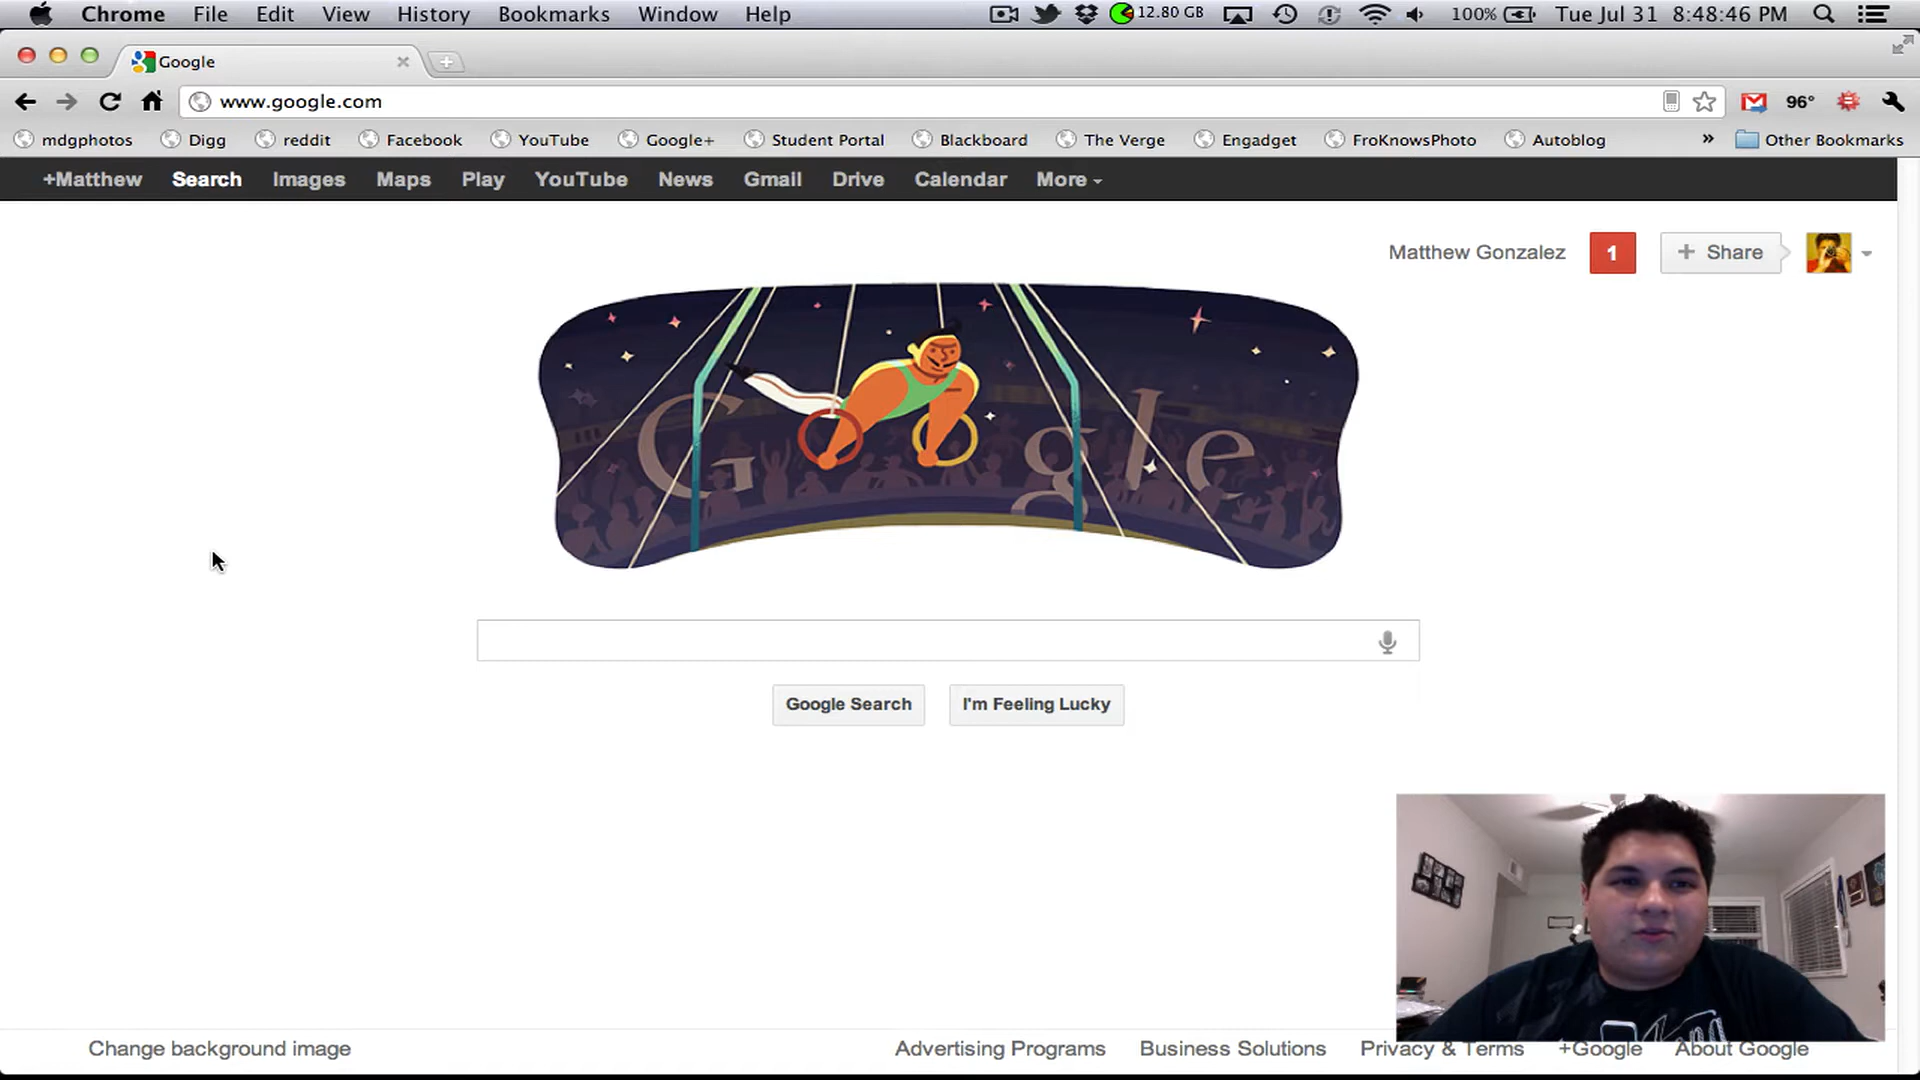 Chrome File Edit View History Bookmarks Window Help 12.80 GB 100% Tue Jul 31 8:48:46 PM
Google
www.google.com 96°
mdgphotos Digg reddit Facebook YouTube Google+ Student Portal Blackboard The Verge Engadget FroKnowsPhoto Autoblog » Other Bookmarks
+Matthew Search Images Maps Play YouTube News Gmail Drive Calendar More
Matthew Gonzalez 1 + Share
G gle
Google Search I'm Feeling Lucky
Change background image Advertising Programs Business Solutions Privacy & Terms +Google About Google